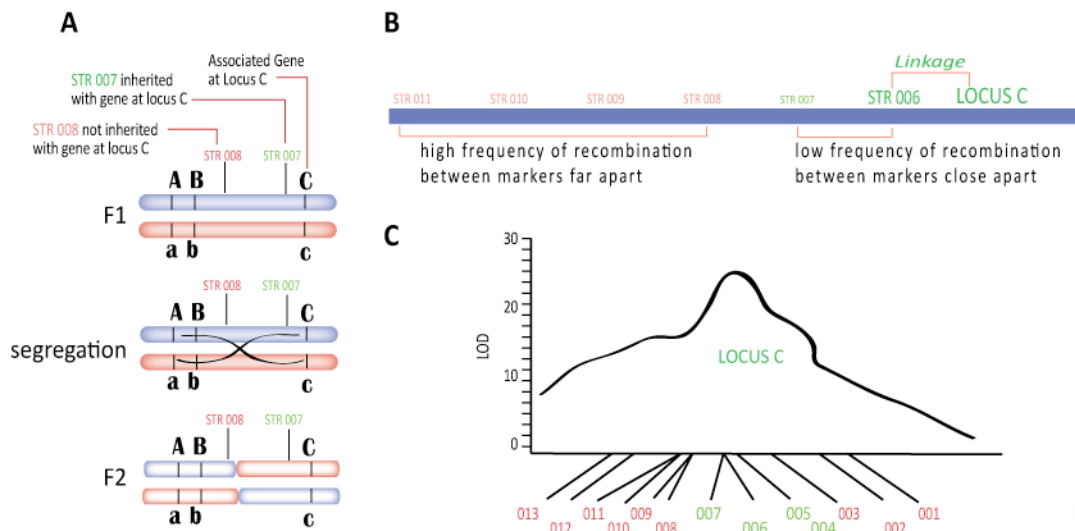 A
STR 007 inherited
with gene at locus C
Associated Gene
at Locus C
STR 008 not inherited
with gene at locus C
STR 008 STR 007
A B C
F1
a b c
STR 008 STR 007
A B C
segregation
a b c
STR 008 STR 007
A B C
F2
a b c
B
Linkage
STR 011 STR 010 STR 009 STR 008 STR 007 STR 006 LOCUS C
high frequency of recombination
between markers far apart
low frequency of recombination
between markers close apart
C
30
20
LOD
LOCUS C
10
0
013 011 009 007 005 003 001
012 010 008 006 004 002